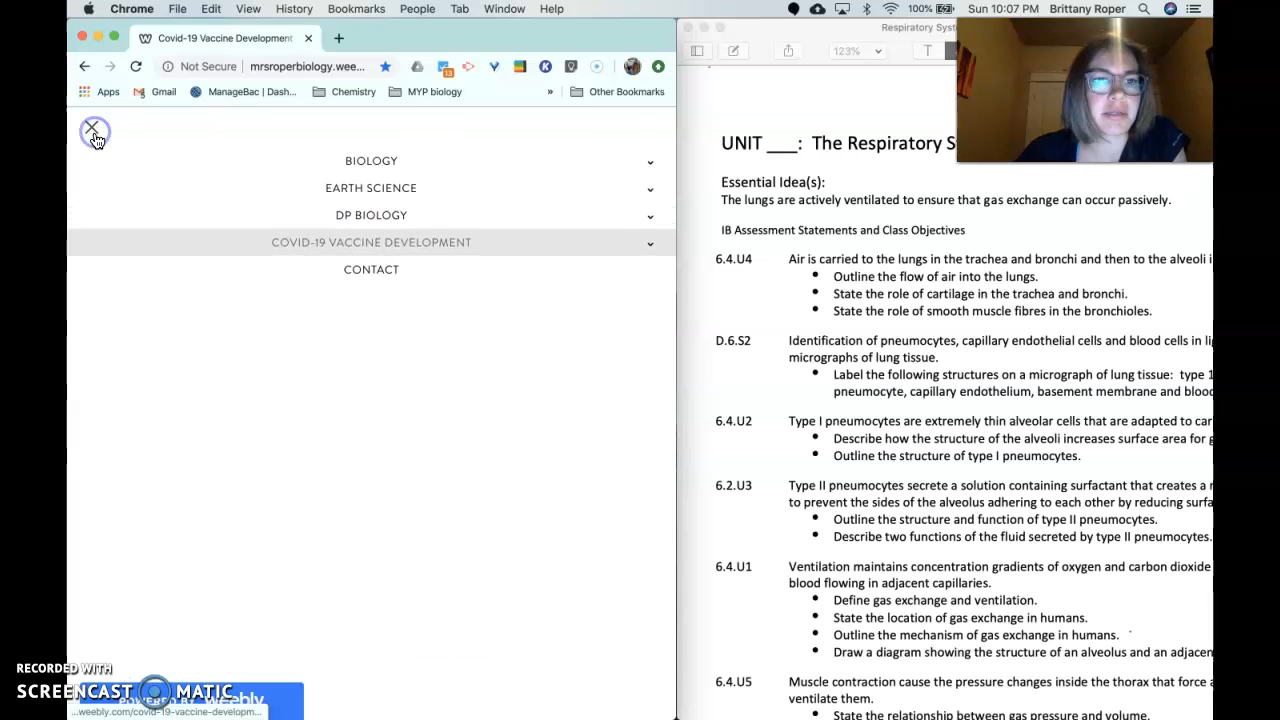 Chrome File Edit View History Bookmarks People Tab Window Help 100% Sun 10:07 PM Brittany Roper
Covid-19 Vaccine Development
Not Secure mrsroperbiology.wee...
13
Apps Gmail ManageBac | Dash... Chemistry MYP biology » Other Bookmarks
BIOLOGY
EARTH SCIENCE
DP BIOLOGY
COVID-19 VACCINE DEVELOPMENT
CONTACT
POWERED BY weebly
...weebly.com/covid-19-vaccine-developm...
RECORDED WITH
SCREENCAST MATIC
Respiratory Syste
123%
T
UNIT ___: The Respiratory S
Essential Idea(s):
The lungs are actively ventilated to ensure that gas exchange can occur passively.
IB Assessment Statements and Class Objectives
6.4.U4 Air is carried to the lungs in the trachea and bronchi and then to the alveoli i
• Outline the flow of air into the lungs.
• State the role of cartilage in the trachea and bronchi.
• State the role of smooth muscle fibres in the bronchioles.
D.6.S2 Identification of pneumocytes, capillary endothelial cells and blood cells in li
micrographs of lung tissue.
• Label the following structures on a micrograph of lung tissue: type 1
pneumocyte, capillary endothelium, basement membrane and blood
6.4.U2 Type I pneumocytes are extremely thin alveolar cells that are adapted to car
• Describe how the structure of the alveoli increases surface area for g
• Outline the structure of type I pneumocytes.
6.2.U3 Type II pneumocytes secrete a solution containing surfactant that creates a m
to prevent the sides of the alveolus adhering to each other by reducing surfa
• Outline the structure and function of type II pneumocytes.
• Describe two functions of the fluid secreted by type II pneumocytes.
6.4.U1 Ventilation maintains concentration gradients of oxygen and carbon dioxide
blood flowing in adjacent capillaries.
• Define gas exchange and ventilation.
• State the location of gas exchange in humans.
• Outline the mechanism of gas exchange in humans.
• Draw a diagram showing the structure of an alveolus and an adjacen
6.4.U5 Muscle contraction cause the pressure changes inside the thorax that force a
ventilate them.
• State the relationship between gas pressure and volume.